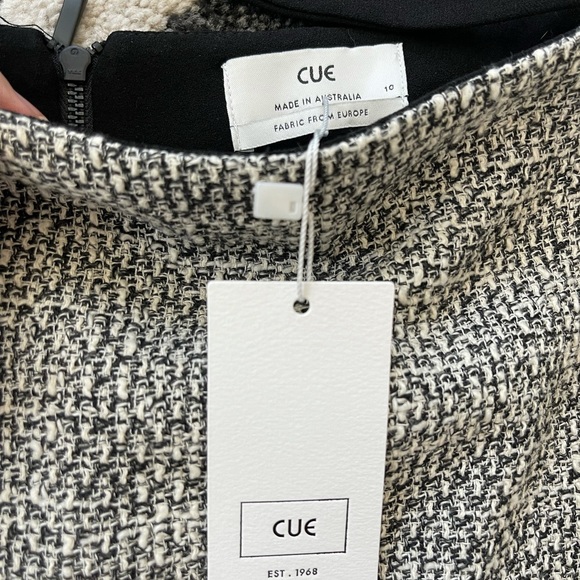 CUE
MADE IN AUSTRALIA 10
FABRIC FROM EUROPE
CUE
EST. 1968